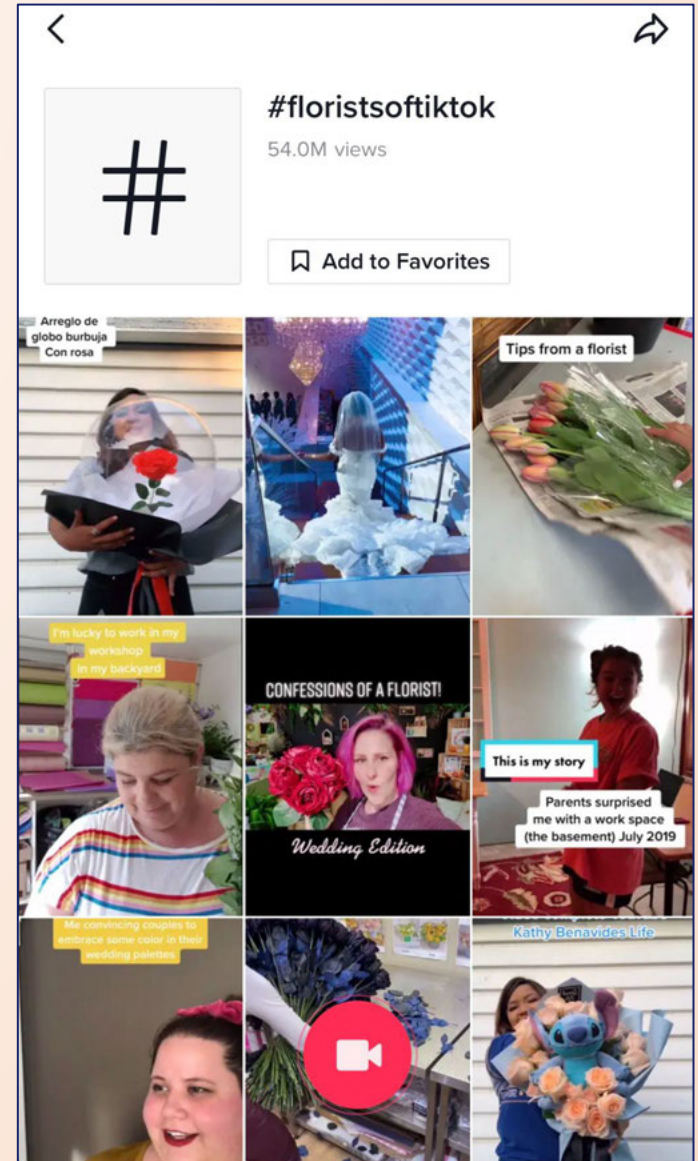 #floristsoftiktok
54.0M views
Add to Favorites
Arreglo de
globo burbuja
Con rosa
Tips from a florist
I'm lucky to work in my
workshop
in my backyard
CONFESSIONS OF A FLORIST!
Wedding Edition
This is my story
Parents surprised
me with a work space
(the basement) July 2019
Me convincing couples to
embrace some color in their
wedding palettes
Kathy Benavides Life